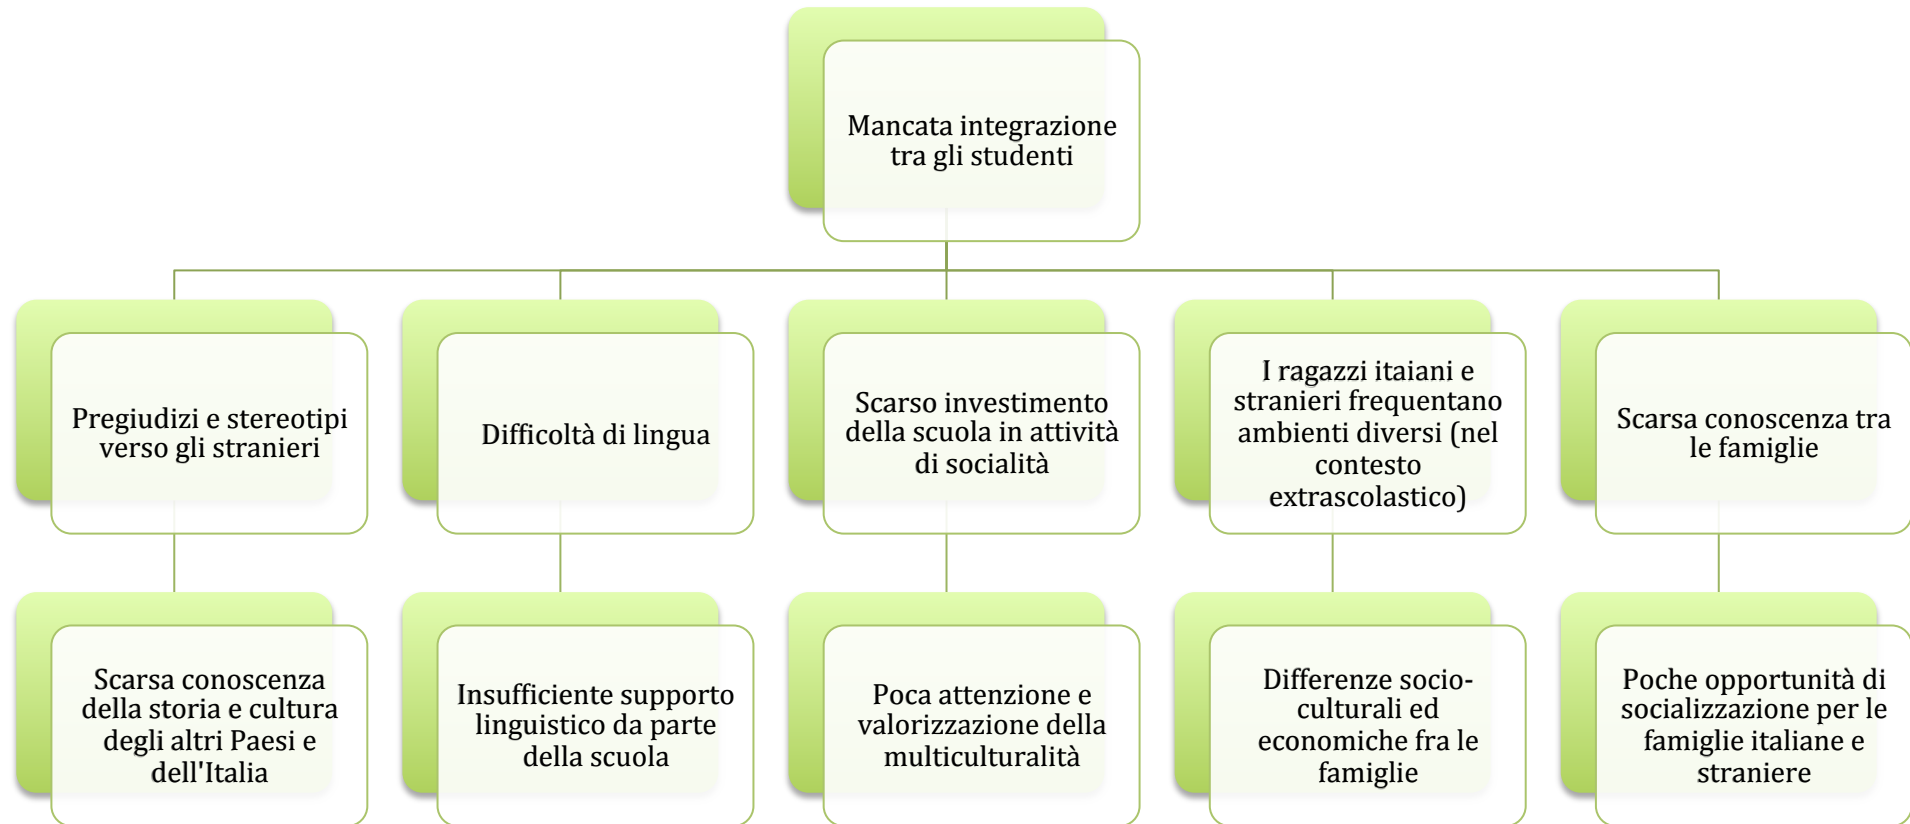 Mancata integrazione
tra gli studenti
Pregiudizi e stereotipi
verso gli stranieri
Difficoltà di lingua
Scarso investimento
della scuola in attività
di socialità
I ragazzi itaiani e
stranieri frequentano
ambienti diversi (nel
contesto
extrascolastico)
Scarsa conoscenza tra
le famiglie
Scarsa conoscenza
della storia e cultura
degli altri Paesi e
dell'Italia
Insufficiente supporto
linguistico da parte
della scuola
Poca attenzione e
valorizzazione della
multiculturalità
Differenze socio-
culturali ed
economiche fra le
famiglie
Poche opportunità di
socializzazione per le
famiglie italiane e
straniere